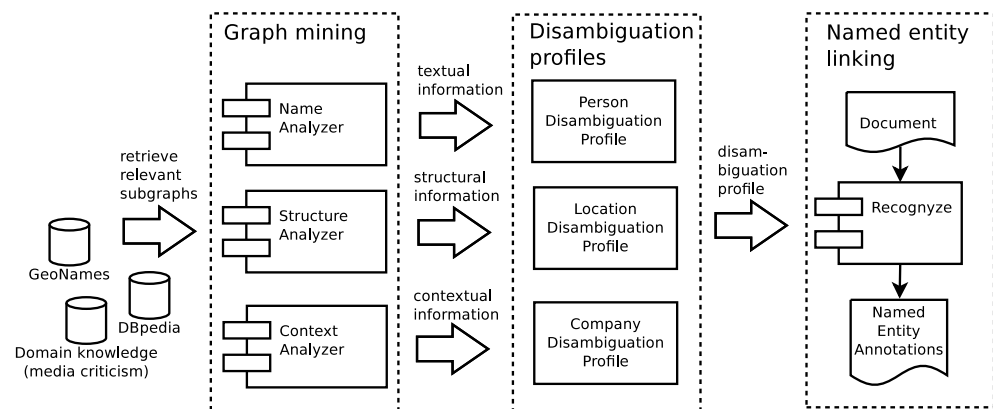 Graph mining
Disambiguation
profiles
Named entity
linking
retrieve
relevant
subgraphs
GeoNames
DBpedia
Domain knowledge
(media criticism)
Name
Analyzer
Structure
Analyzer
Context
Analyzer
textual
information
structural
information
contextual
information
Person
Disambiguation
Profile
Location
Disambiguation
Profile
Company
Disambiguation
Profile
disam-
biguation
profile
Document
Recognyze
Named
Entity
Annotations